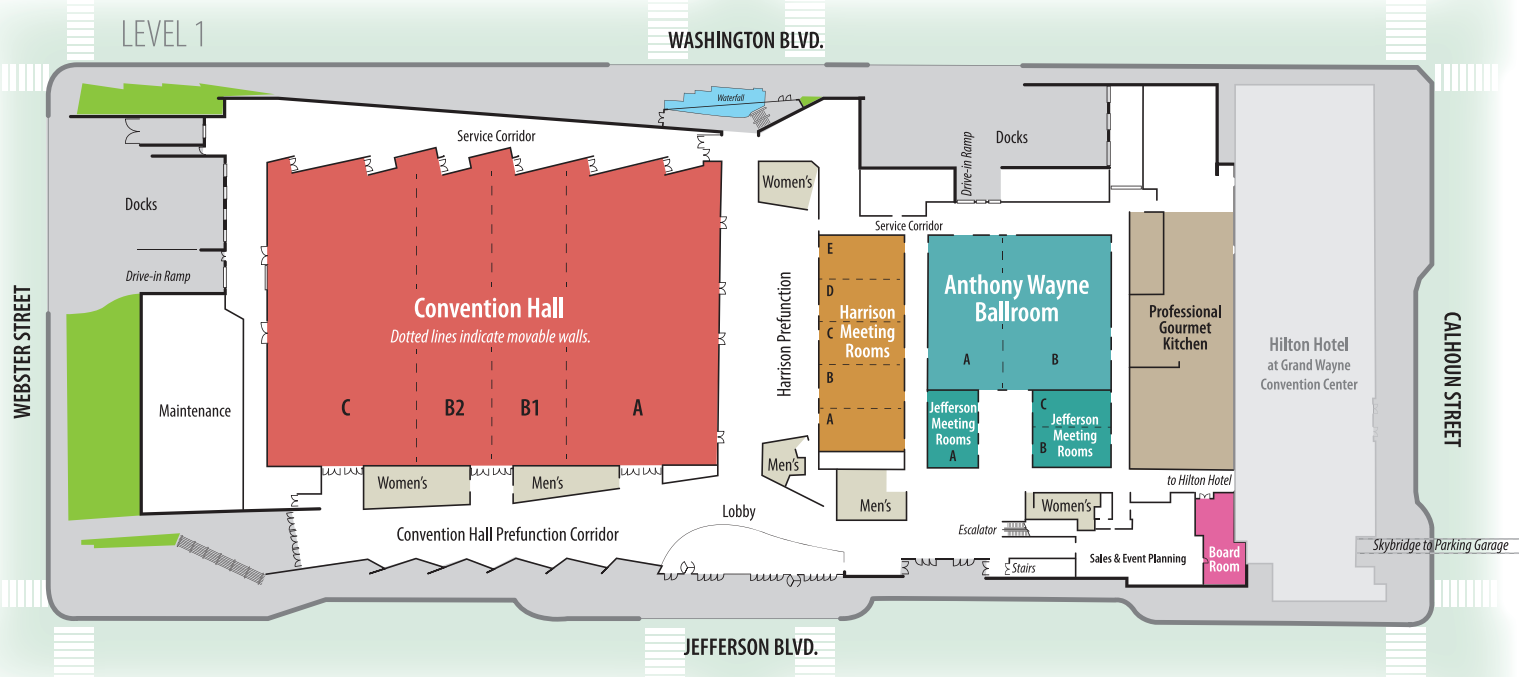 LEVEL 1
WASHINGTON BLVD.
Waterfall
Service Corridor
Docks
Drive-in Ramp
Women's
Docks
Drive-in Ramp
Service Corridor
WEBSTER STREET
Maintenance
Convention Hall
Dotted lines indicate movable walls.
C
B2
B1
A
Harrison Prefunction
E
D
C
B
A
Harrison
Meeting
Rooms
Anthony Wayne
Ballroom
A
B
Jefferson
Meeting
Rooms
A
C
B
Jefferson
Meeting
Rooms
Professional
Gourmet
Kitchen
Hilton Hotel
at Grand Wayne
Convention Center
CALHOUN STREET
Women's
Men's
Men's
Men's
to Hilton Hotel
Women's
Lobby
Convention Hall Prefunction Corridor
Escalator
Stairs
Sales & Event Planning
Board
Room
Skybridge to Parking Garage
JEFFERSON BLVD.